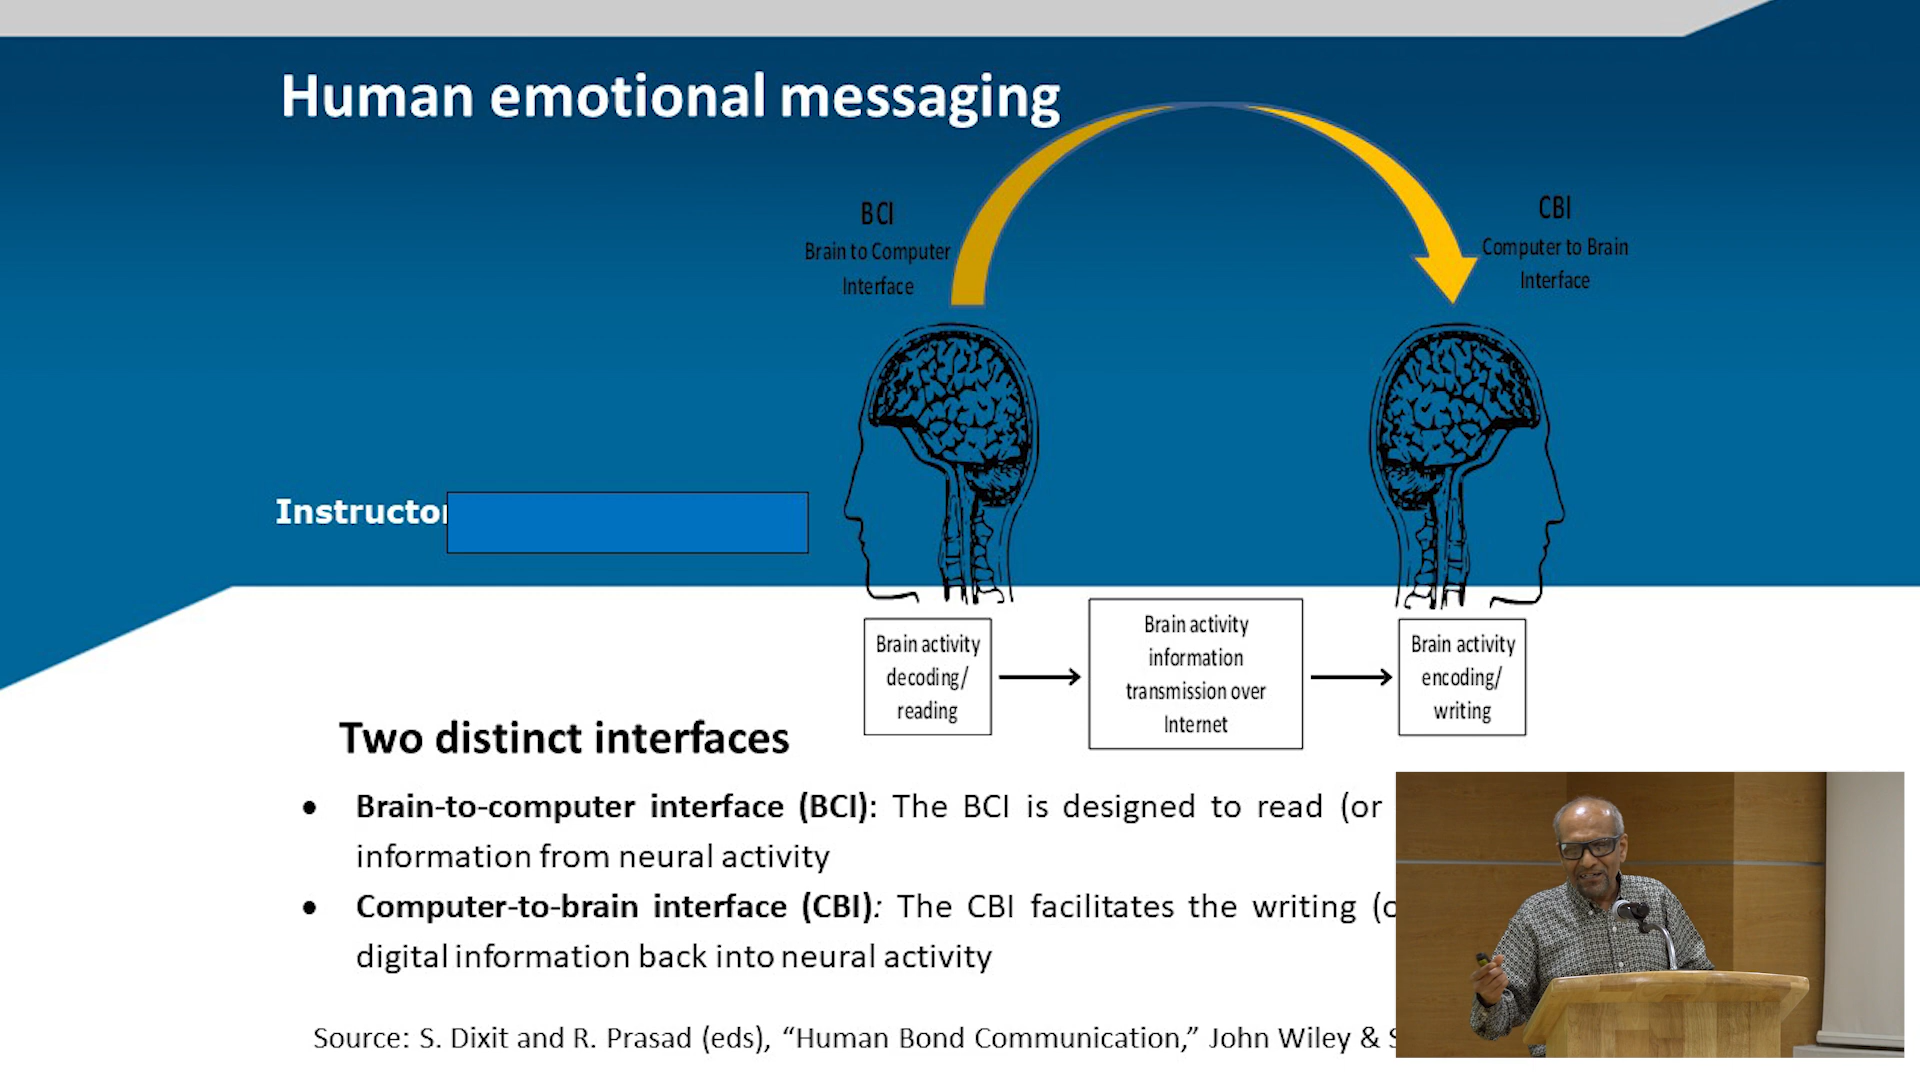 Human emotional messaging
BCI
Brain to Computer
Interface
CBI
Computer to Brain
Interface
Instructor
Brain activity
decoding/
reading
Brain activity
information
transmission over
Internet
Brain activity
encoding/
writing
Two distinct interfaces
• Brain-to-computer interface (BCI): The BCI is designed to read (or
information from neural activity
• Computer-to-brain interface (CBI): The CBI facilitates the writing (
digital information back into neural activity
Source: S. Dixit and R. Prasad (eds), “Human Bond Communication,” John Wiley &